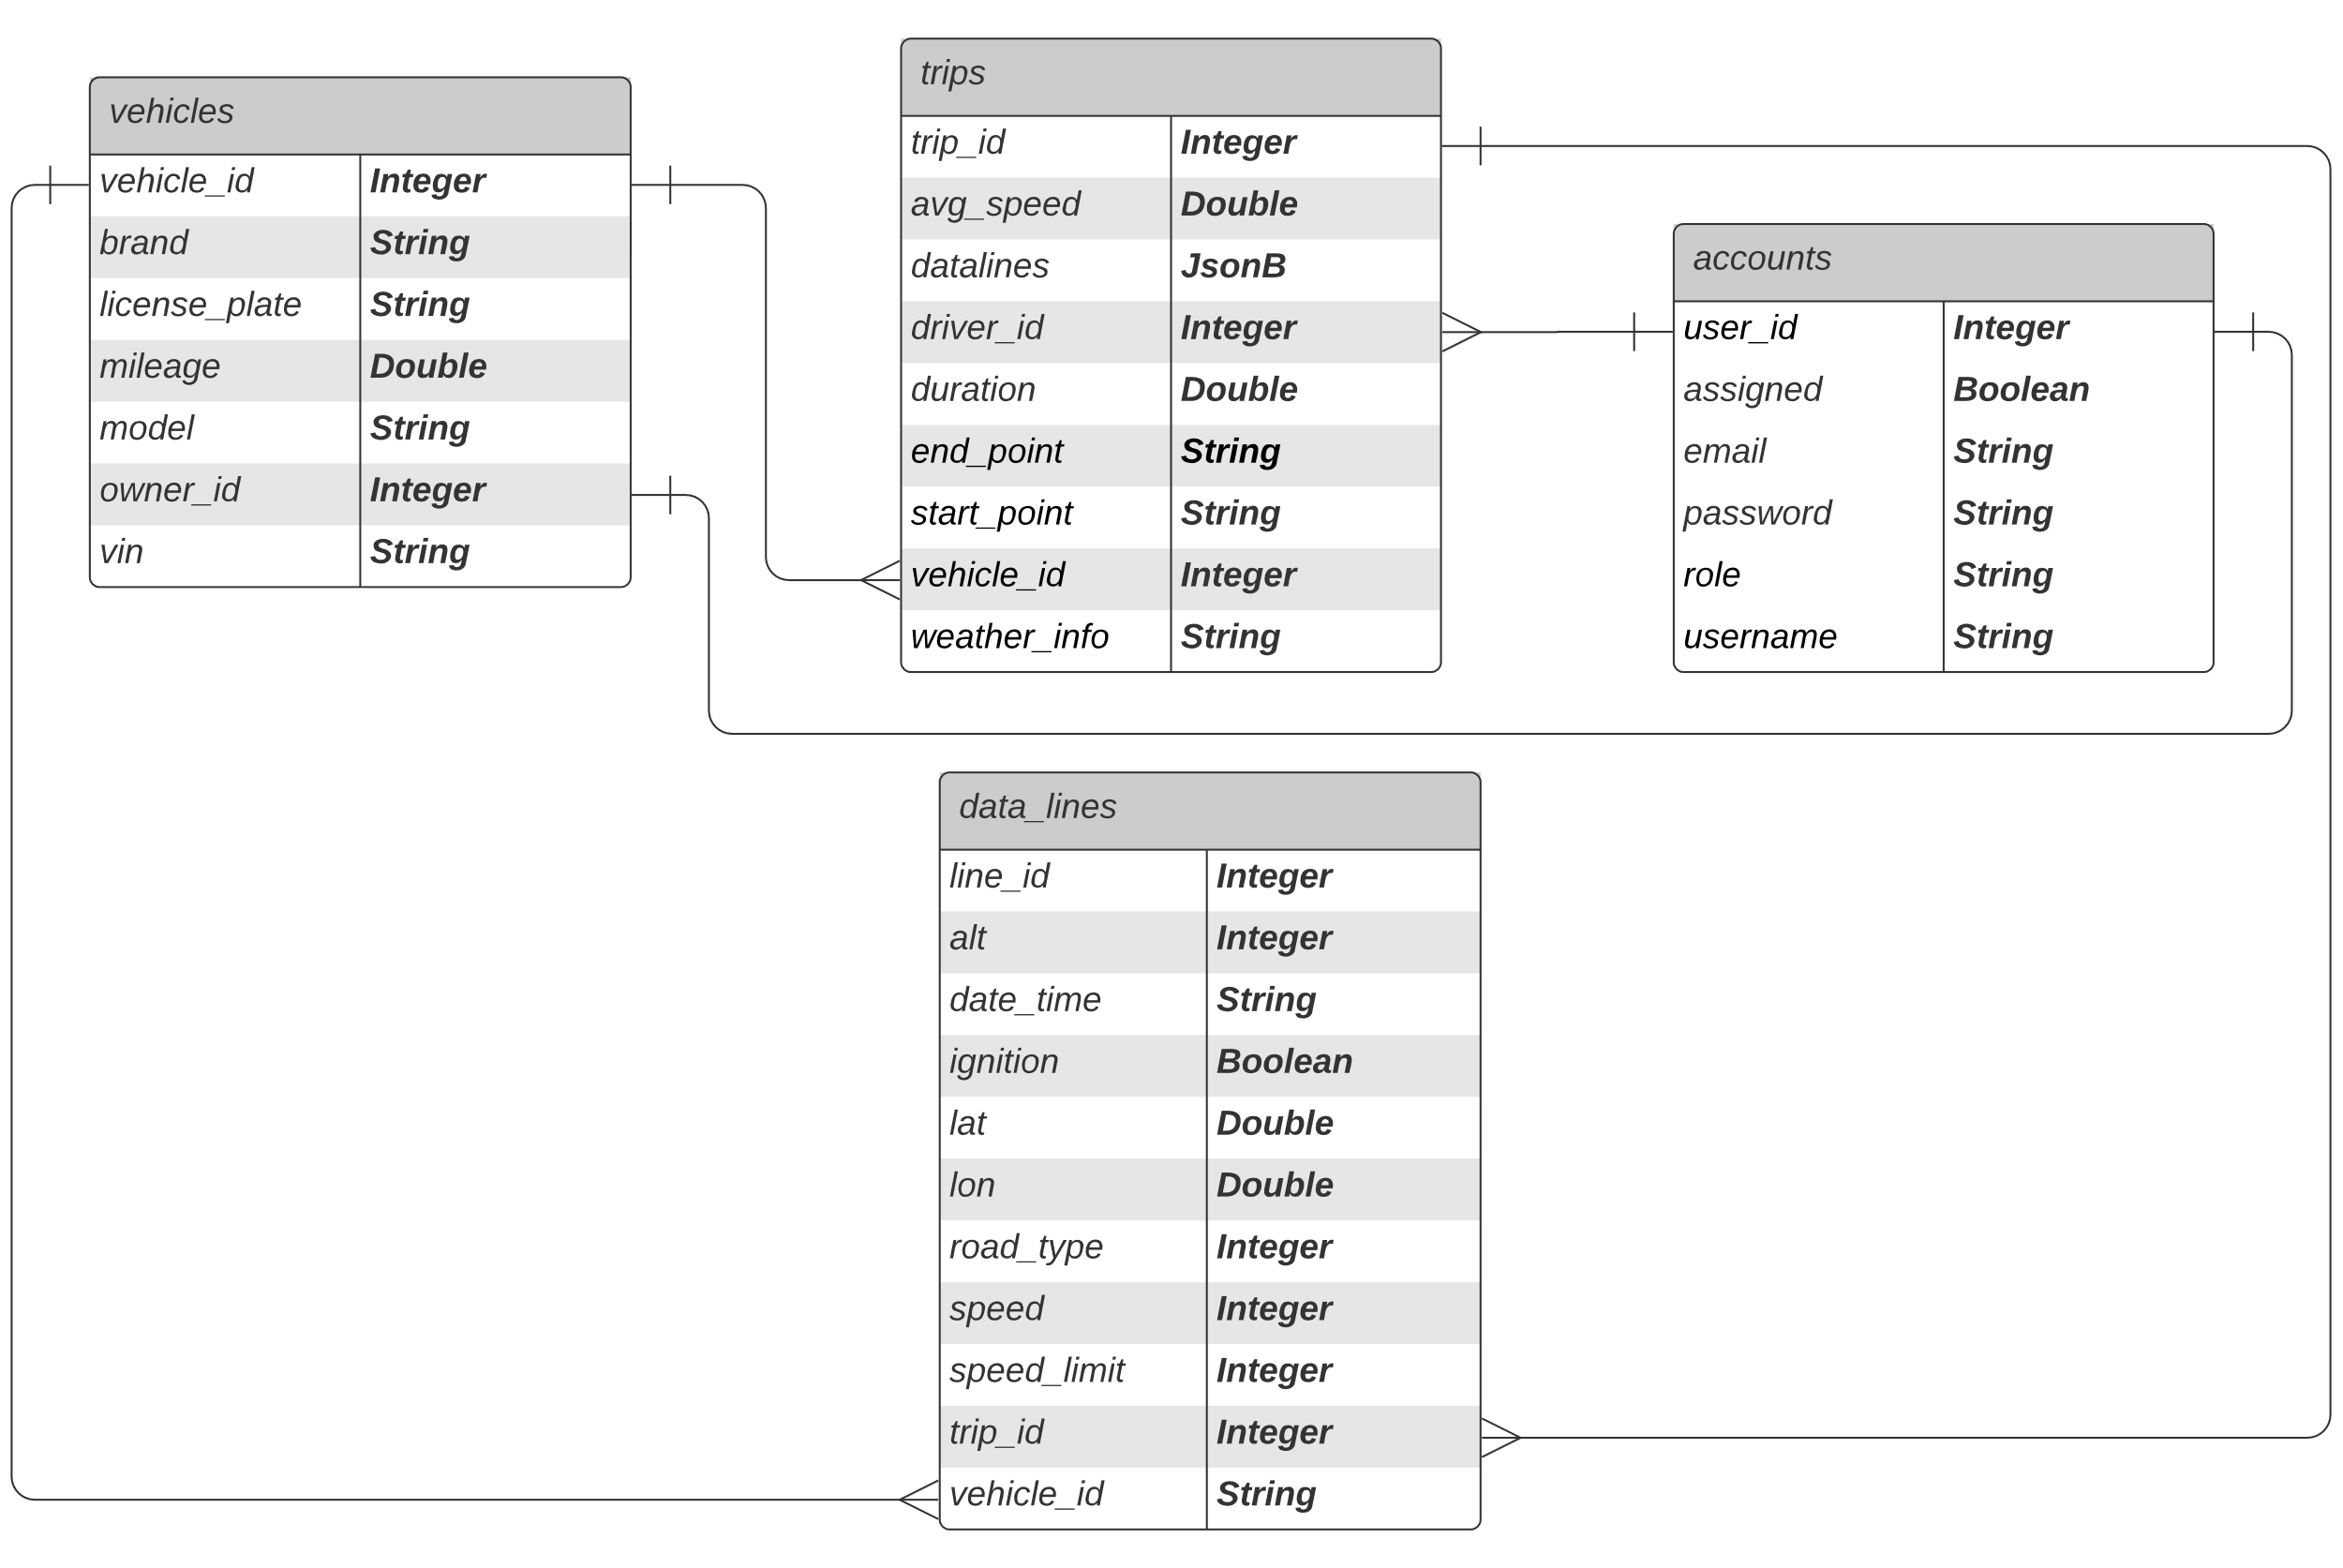 vehicles
vehicle_id Integer
brand String
license_plate String
mileage Double
model String
owner_id Integer
vin String
trips
trip_id Integer
avg_speed Double
datalines JsonB
driver_id Integer
duration Double
end_point String
start_point String
vehicle_id Integer
weather_info String
accounts
user_id Integer
assigned Boolean
email String
password String
role String
username String
data_lines
line_id Integer
alt Integer
date_time String
ignition Boolean
lat Double
lon Double
road_type Integer
speed Integer
speed_limit Integer
trip_id Integer
vehicle_id String